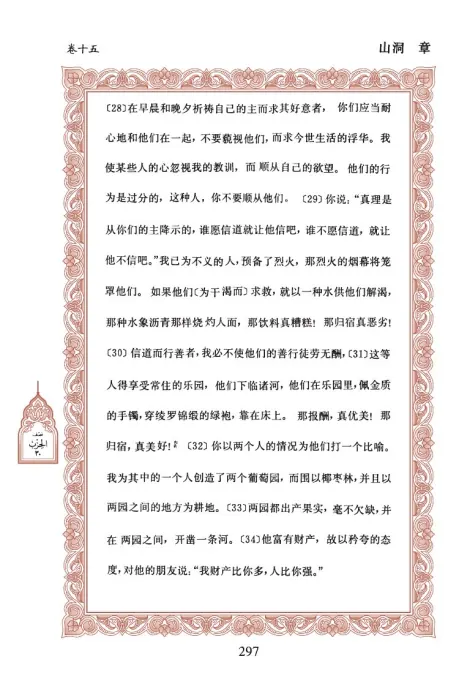 卷十五
山洞 章
〔28〕在早晨和晚夕祈祷自己的主而求其好意者， 你们应当耐
心地和他们在一起，不要藐视他们，而求今世生活的浮华。 我
使某些人的心忽视我的教训，而 顺从自己的欲望。 他们的行
为是过分的，这种人，你不要顺从他们。 〔29〕你说：“真理是
从你们的主降示的，谁愿信道就让他信吧，谁不愿信道，就让
他不信吧。”我已为不义的人，预备了烈火，那烈火的烟幕将笼
罩他们。 如果他们〔为干渴而〕求救，就以一种水供他们解渴，
那种水象沥青那样烧 灼人面，那饮料真糟糕！ 那归宿真恶劣！
〔30〕信道而行善者，我必不使他们的善行徒劳无酬，〔31〕这等
人得享受常住的乐园，他们下临诸河，他们在乐园里，佩金质
的手镯，穿绫罗锦缎的绿袍，靠在床上。 那报酬，真优美！ 那
归宿，真美好！ 〔32〕你以两个人的情况为他们打一个比喻。
我为其中的一个人创造了两个葡萄园，而围以椰枣林，并且以
两园之间的地方为耕地。〔33〕两园都出产果实，毫不欠缺，并
在 两园之间，开凿一条河。〔34〕他富有财产，故以矜夸的态
度，对他的朋友说：“我财产比你多，人比你强。”
نصف
الحزب
٣٠
297